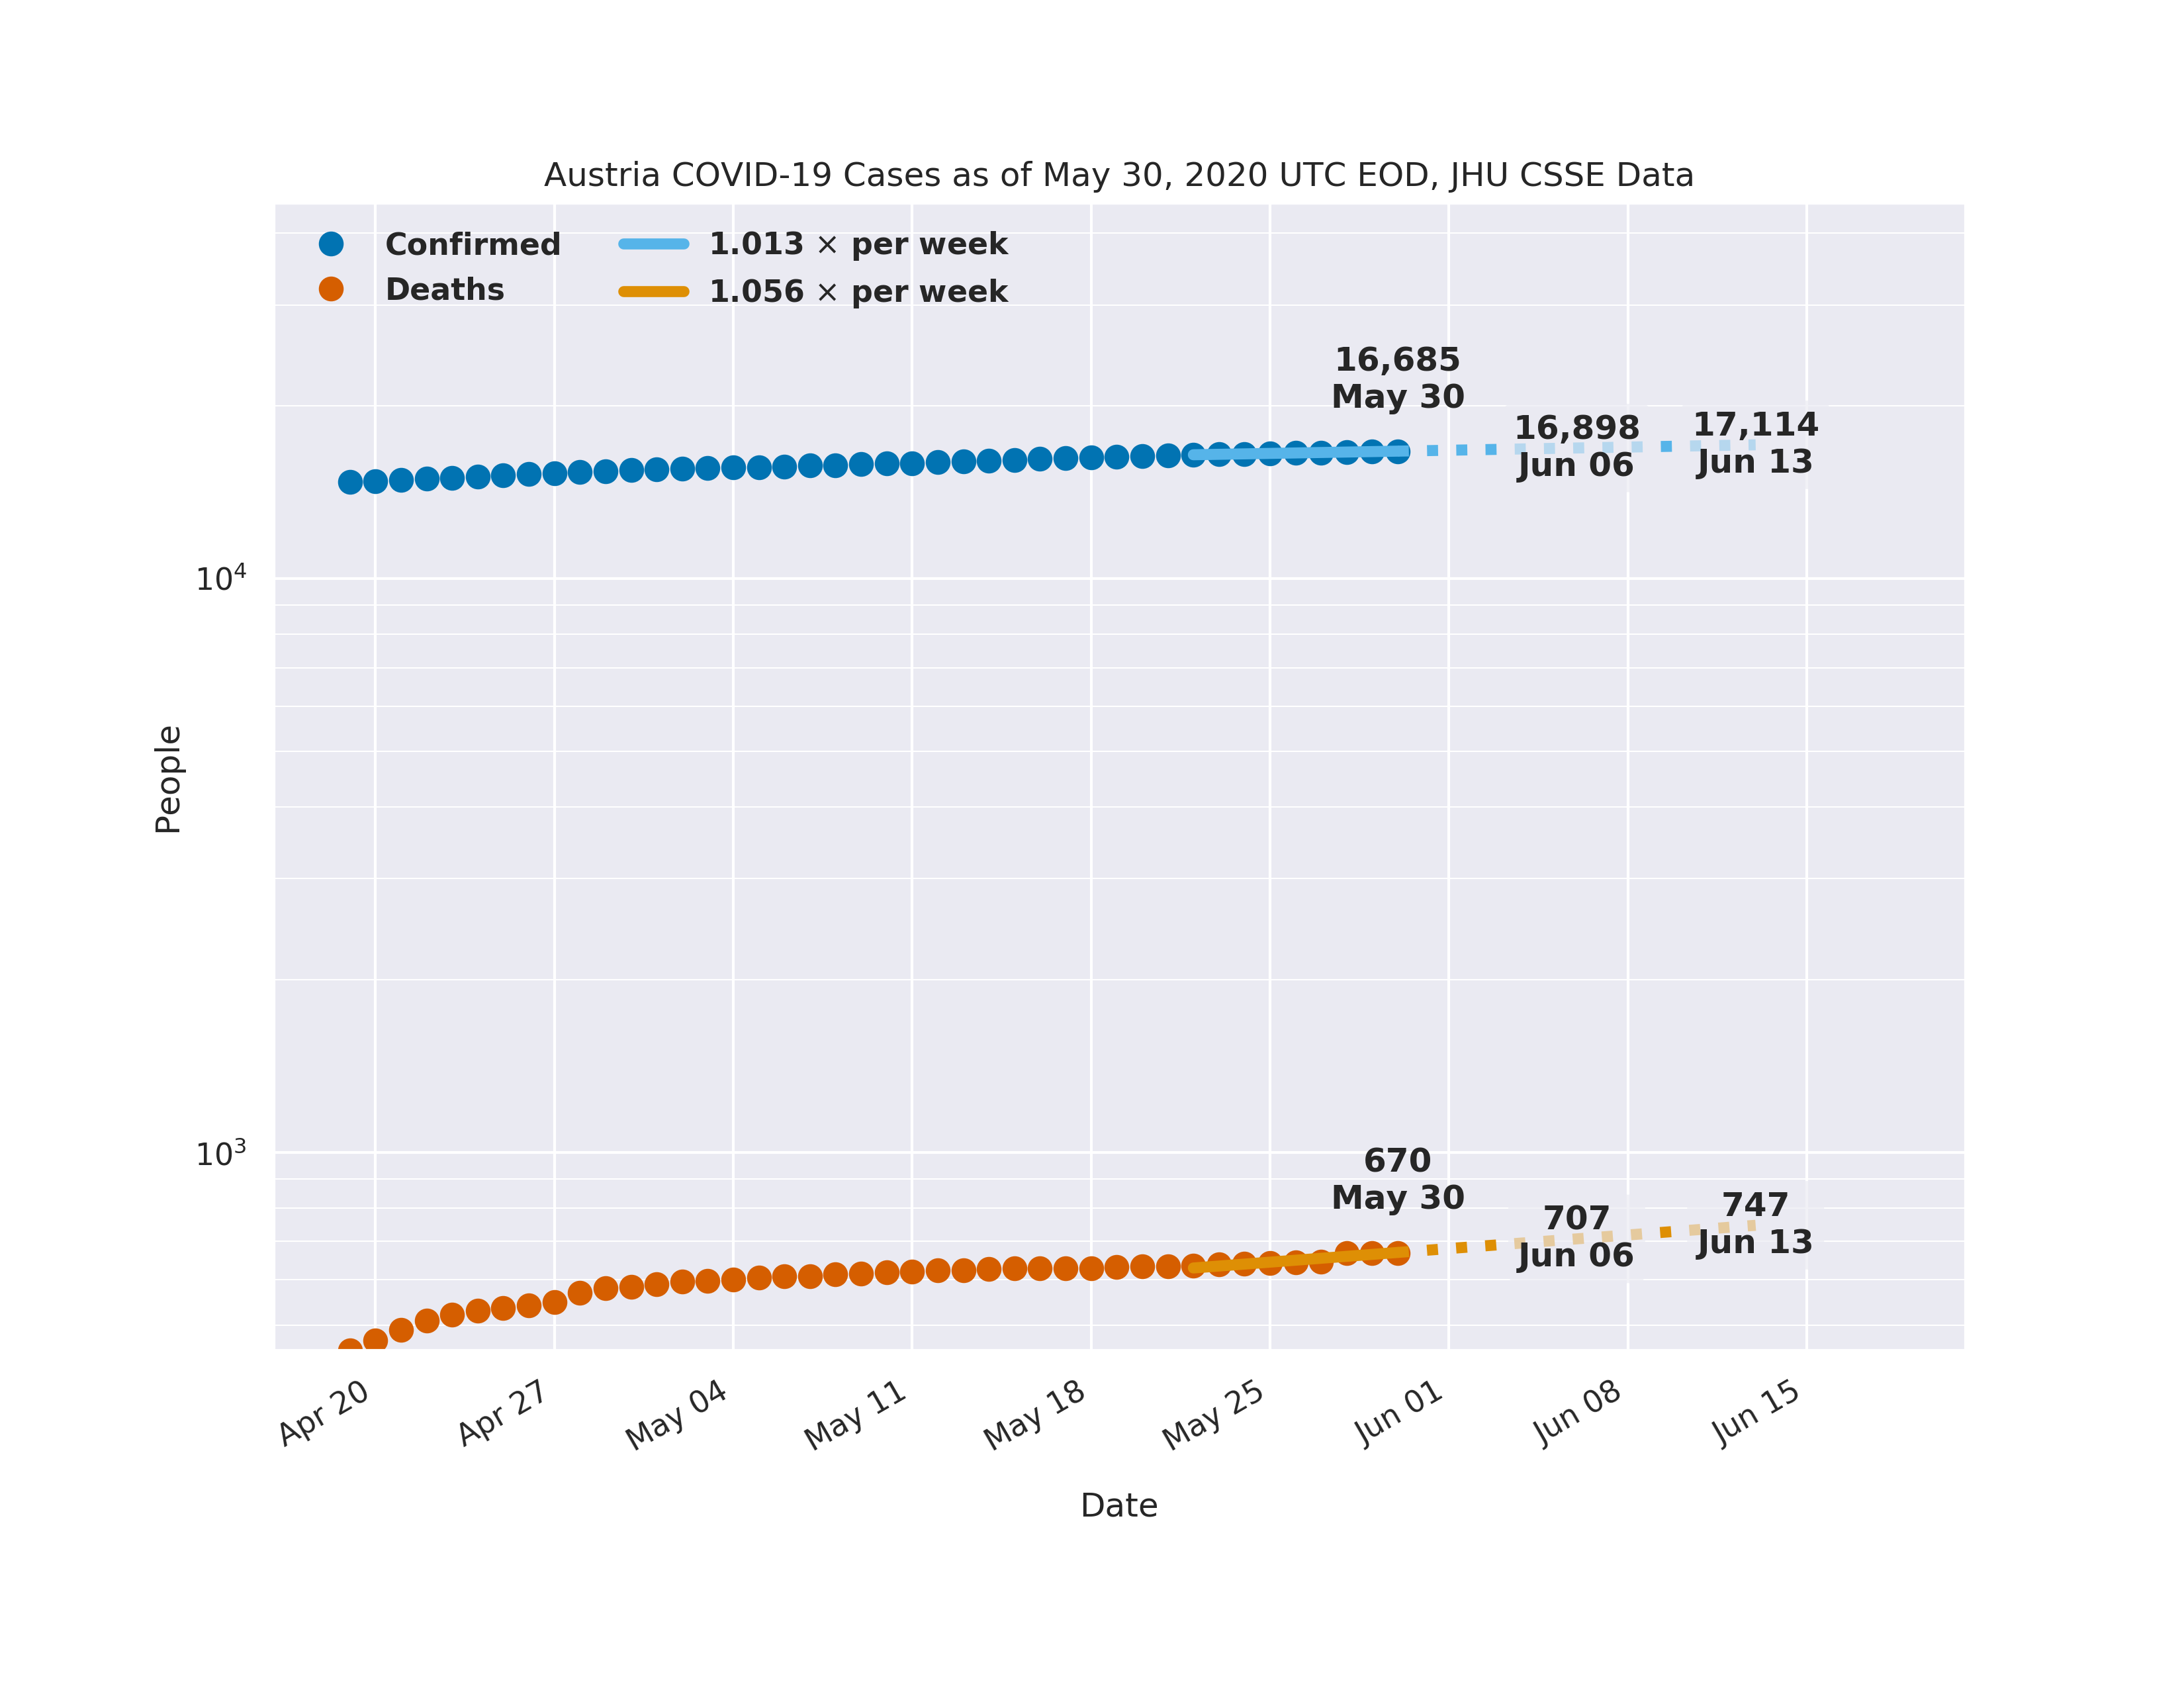 Austria COVID-19 Cases as of May 30, 2020 UTC EOD, JHU CSSE Data
Confirmed
Deaths
1.013 × per week
1.056 × per week
16,685
May 30
16,898
Jun 06
17,114
Jun 13
10⁴
People
10³
670
May 30
707
Jun 06
747
Jun 13
Apr 20
Apr 27
May 04
May 11
May 18
May 25
Jun 01
Jun 08
Jun 15
Date